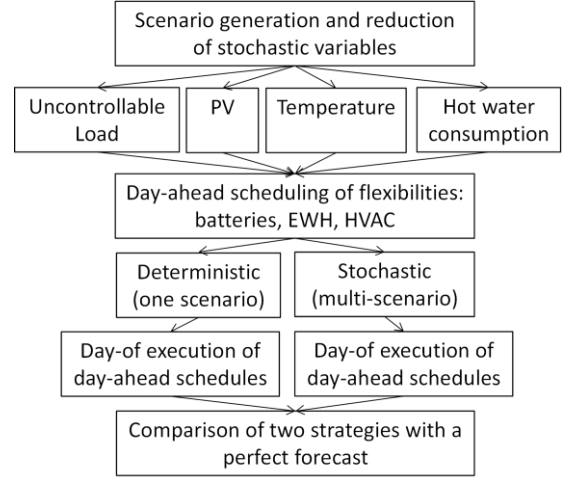 Scenario generation and reduction
of stochastic variables
Uncontrollable
Load
PV
Temperature
Hot water
consumption
Day-ahead scheduling of flexibilities:
batteries, EWH, HVAC
Deterministic
(one scenario)
Stochastic
(multi-scenario)
Day-of execution of
day-ahead schedules
Day-of execution of
day-ahead schedules
Comparison of two strategies with a
perfect forecast